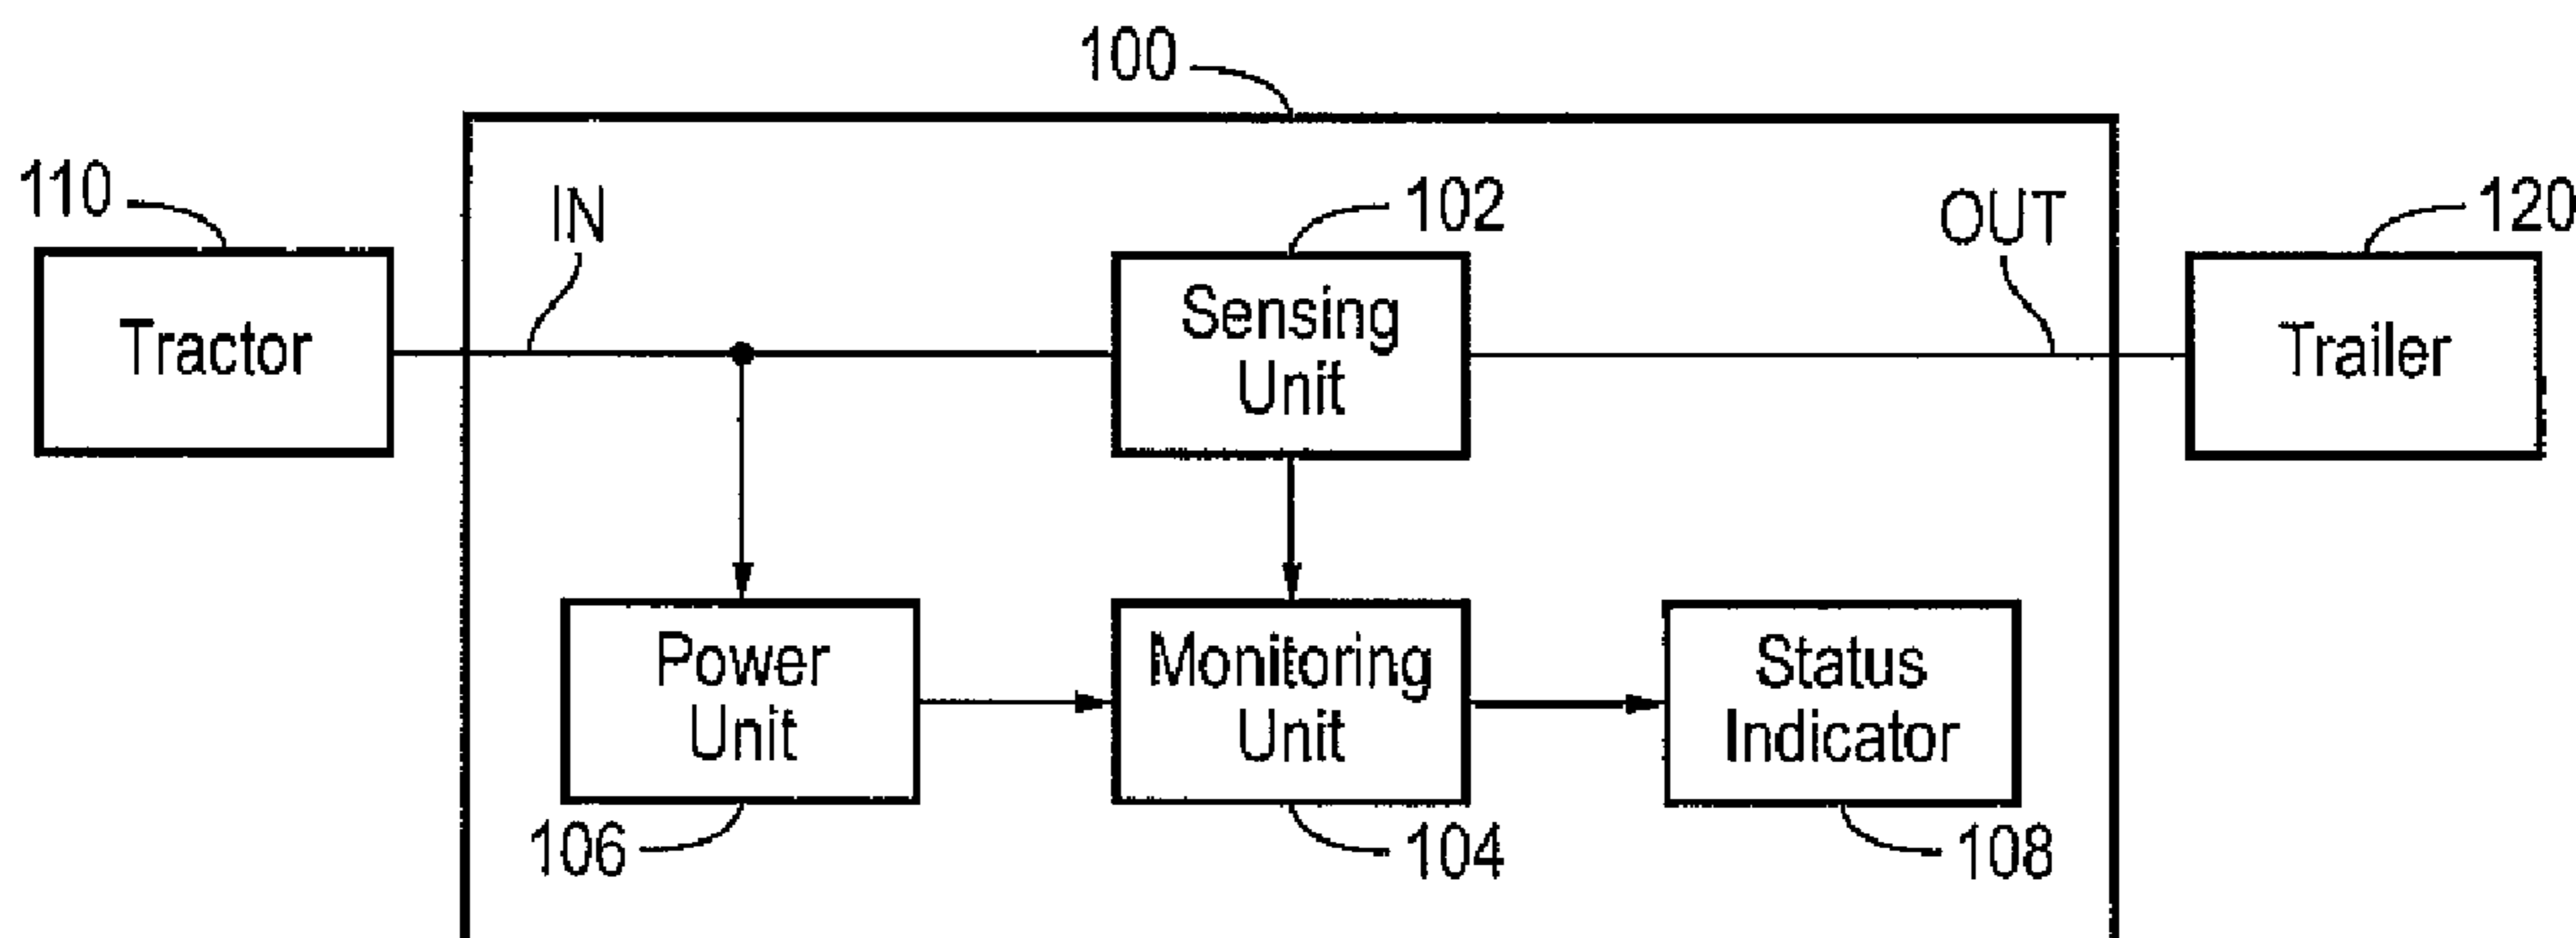 100
110
IN
102
OUT
120
Tractor
Sensing
Unit
Trailer
Power
Unit
Monitoring
Unit
Status
Indicator
106
104
108